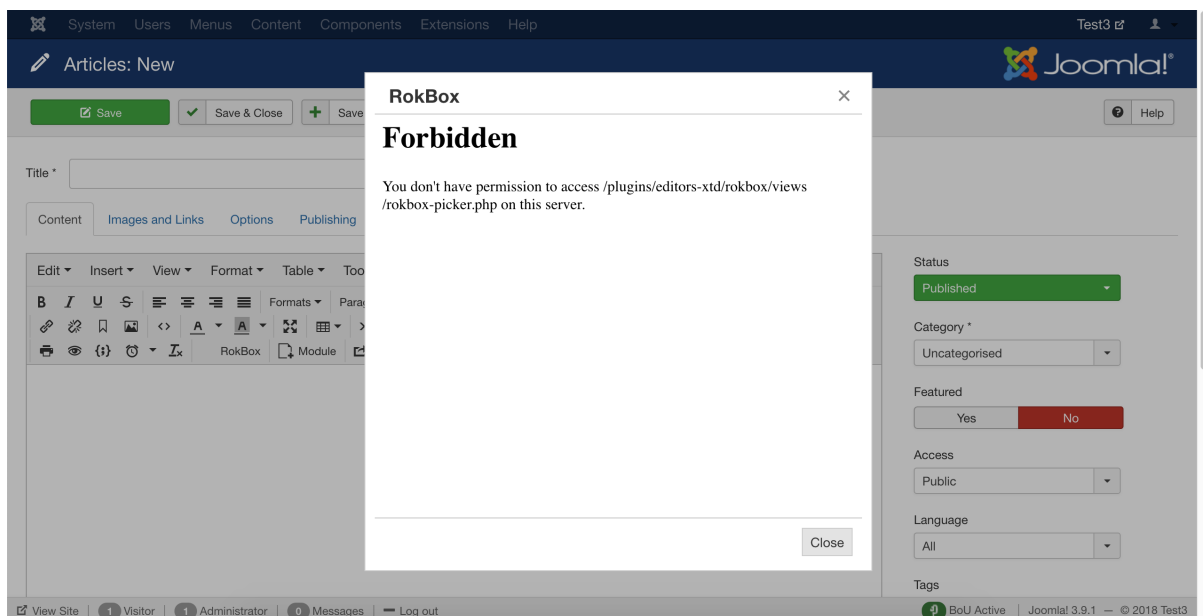 System Users Menus Content Components Extensions Help
Test3
Articles: New
Joomla!®
Save
Save & Close
Save
Help
RokBox
×
Forbidden
You don't have permission to access /plugins/editors-xtd/rokbox/views
/rokbox-picker.php on this server.
Close
Title *
Content Images and Links Options Publishing
Edit Insert View Format Table Too
B I U S Formats Parag
A A
{;} Ix RokBox Module
Status
Published
Category *
Uncategorised
Featured
Yes No
Access
Public
Language
All
Tags
View Site 1 Visitor 1 Administrator 0 Messages Log out
BoU Active Joomla! 3.9.1 — © 2018 Test3